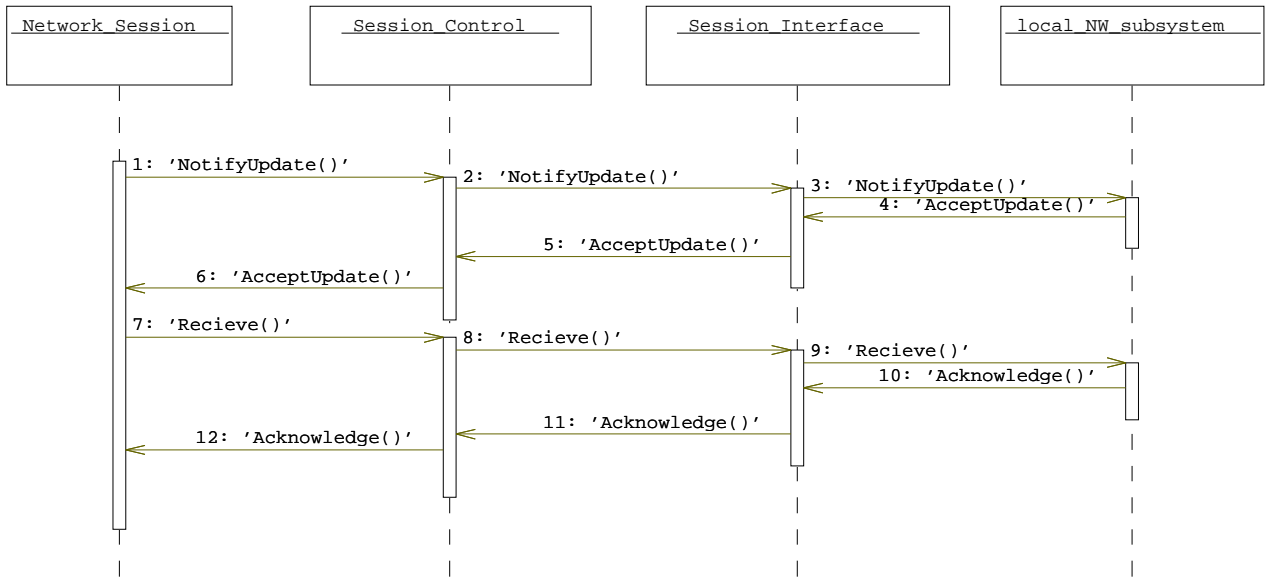 Network_Session
Session_Control
Session_Interface
local_NW_subsystem
1: ’NotifyUpdate()’
2: ’NotifyUpdate()’
3: ’NotifyUpdate()’
4: ’AcceptUpdate()’
5: ’AcceptUpdate()’
6: ’AcceptUpdate()’
7: ’Recieve()’
8: ’Recieve()’
9: ’Recieve()’
10: ’Acknowledge()’
11: ’Acknowledge()’
12: ’Acknowledge()’